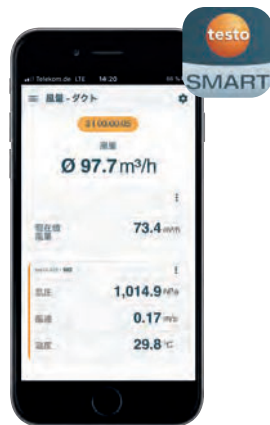 testo
SMART
Telekom.de LTE 14:20
風量 - ダクト
風量
Ø 97.7 m³/h
現在値
風量
73.4 m³/h
気圧 1,014.9 hPa
風速 0.17 m/s
温度 29.8 °C